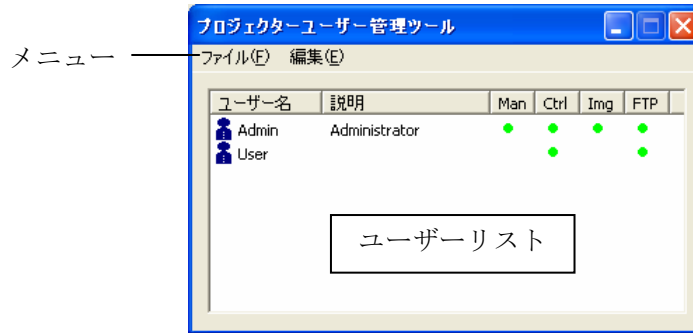 プロジェクターユーザー管理ツール
メニュー
ファイル(F) 編集(E)
ユーザー名 説明 Man Ctrl Img FTP
Admin Administrator
User
ユーザーリスト